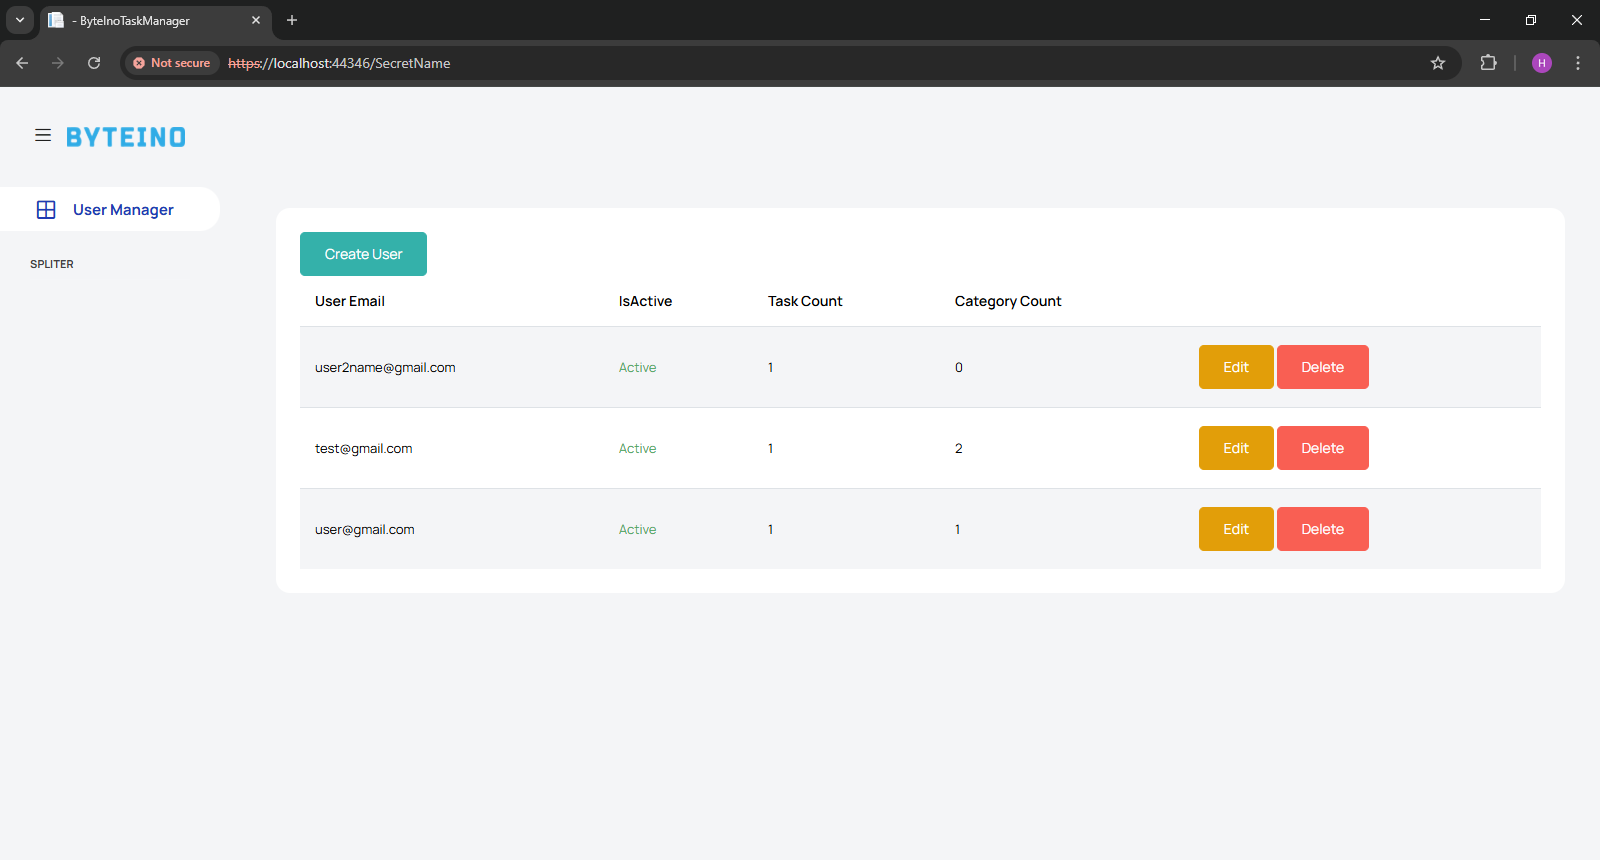 - ByteInoTaskManager
Not secure
https://localhost:44346/SecretName
H
BYTEINO
User Manager
SPLITER
Create User
User Email IsActive Task Count Category Count
user2name@gmail.com Active 1 0 Edit Delete
test@gmail.com Active 1 2 Edit Delete
user@gmail.com Active 1 1 Edit Delete